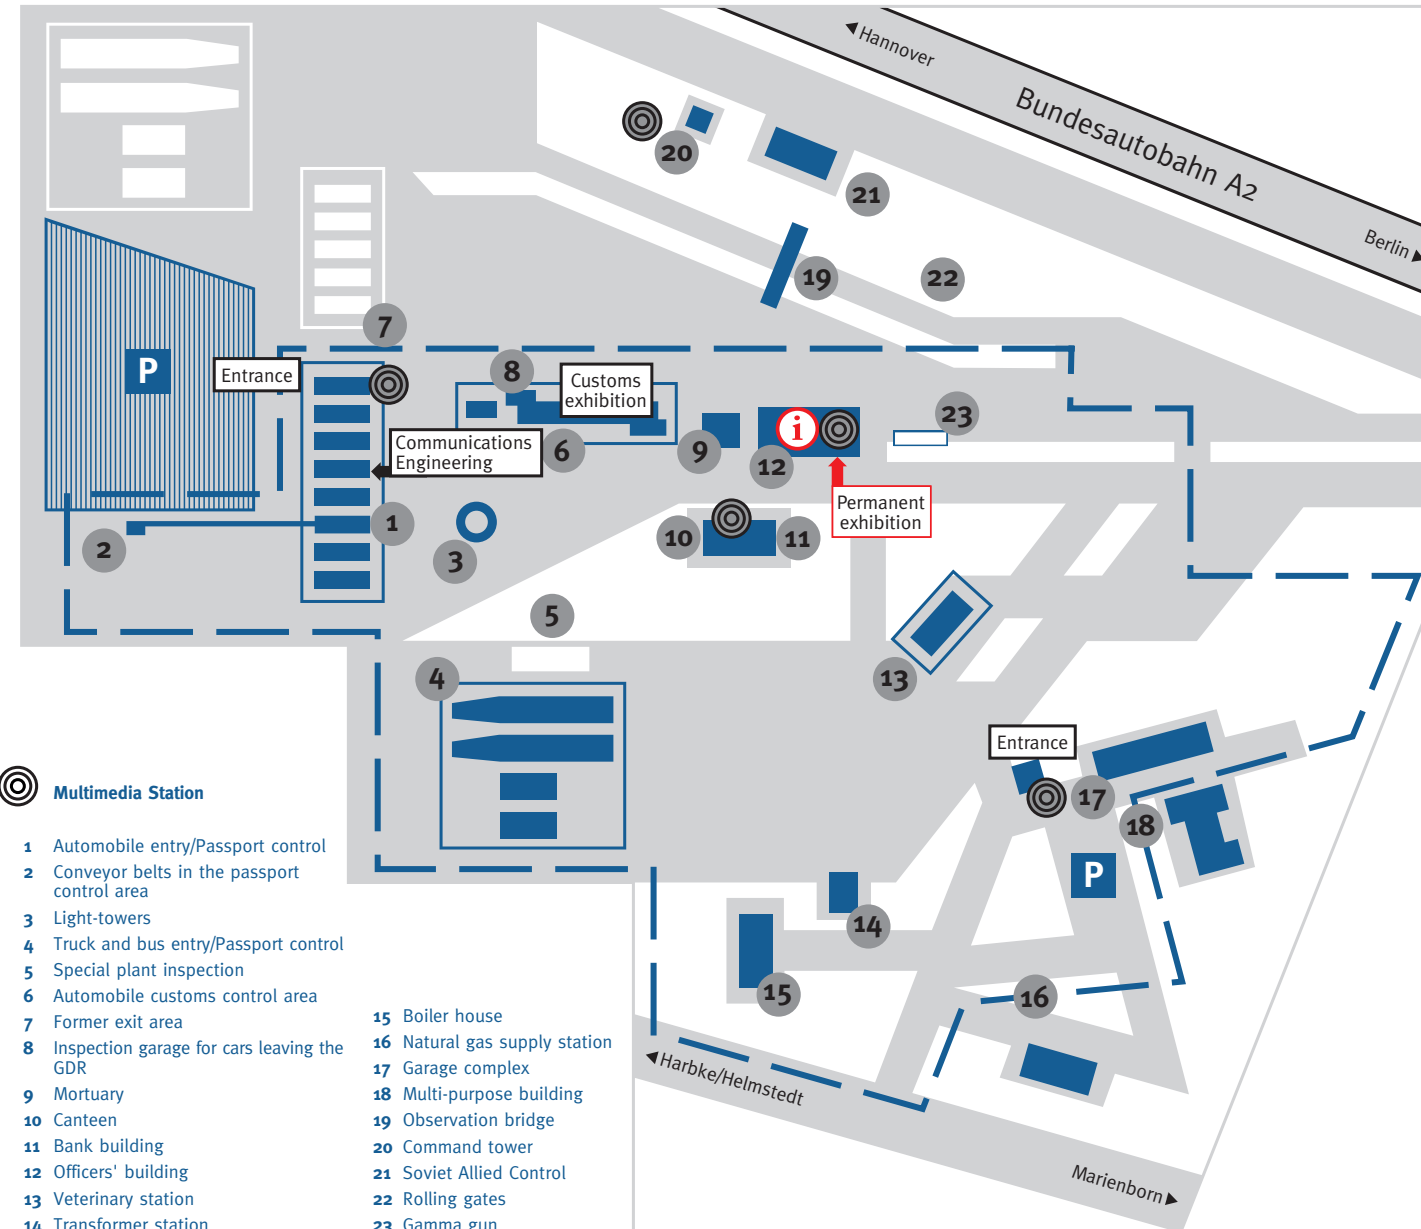 Hannover
Bundesautobahn A2
Berlin
20
21
19
22
7
P
Entrance
8
Customs
exhibition
23
Communications
Engineering
6
9
i
12
Permanent
exhibition
1
2
3
10
11
5
4
13
Entrance
17
18
P
14
15
16
Harbke/Helmstedt
Marienborn
Multimedia Station
1 Automobile entry/Passport control
2 Conveyor belts in the passport
control area
3 Light-towers
4 Truck and bus entry/Passport control
5 Special plant inspection
6 Automobile customs control area
7 Former exit area
8 Inspection garage for cars leaving the
GDR
9 Mortuary
10 Canteen
11 Bank building
12 Officers' building
13 Veterinary station
14 Transformer station
15 Boiler house
16 Natural gas supply station
17 Garage complex
18 Multi-purpose building
19 Observation bridge
20 Command tower
21 Soviet Allied Control
22 Rolling gates
23 Gamma gun